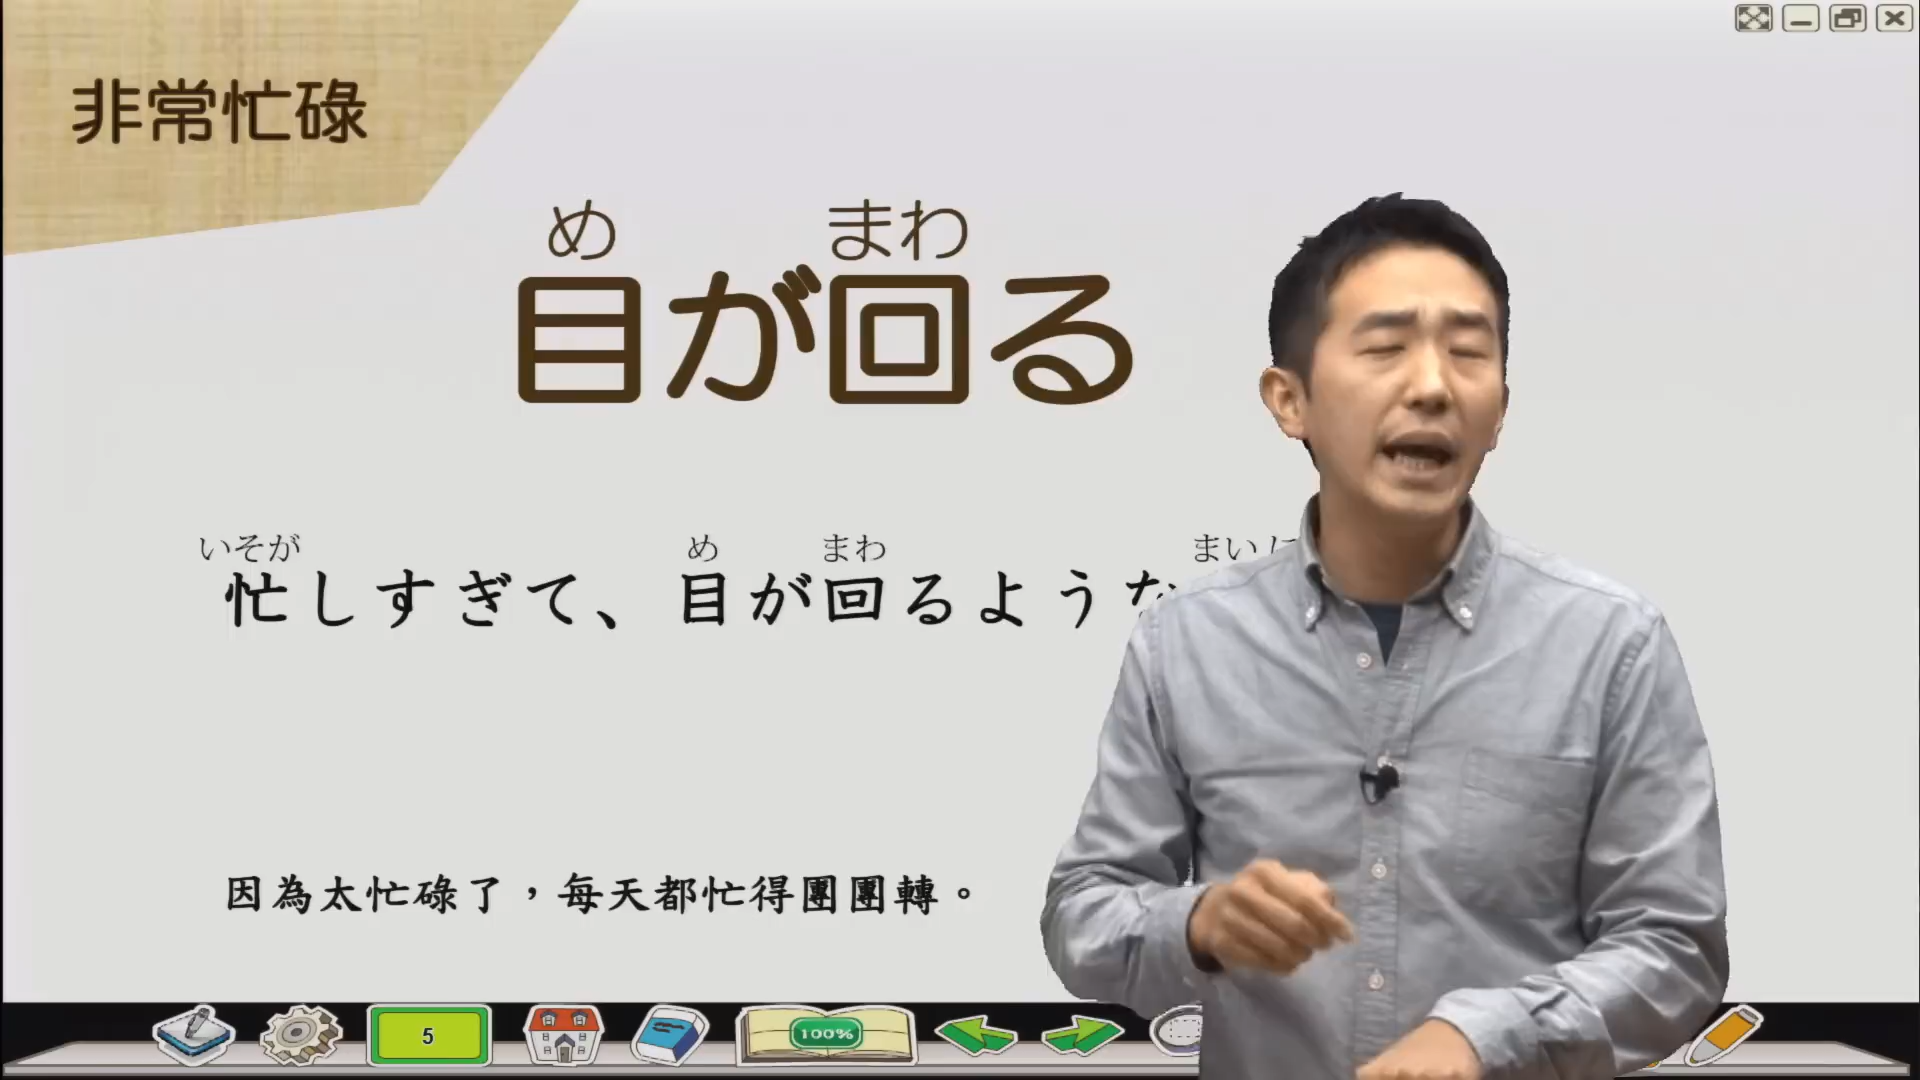 非常忙碌
め まわ
目が回る
いそが め まわ まい
忙しすぎて、目が回るような
因為太忙碌了，每天都忙得團團轉。
5
100%